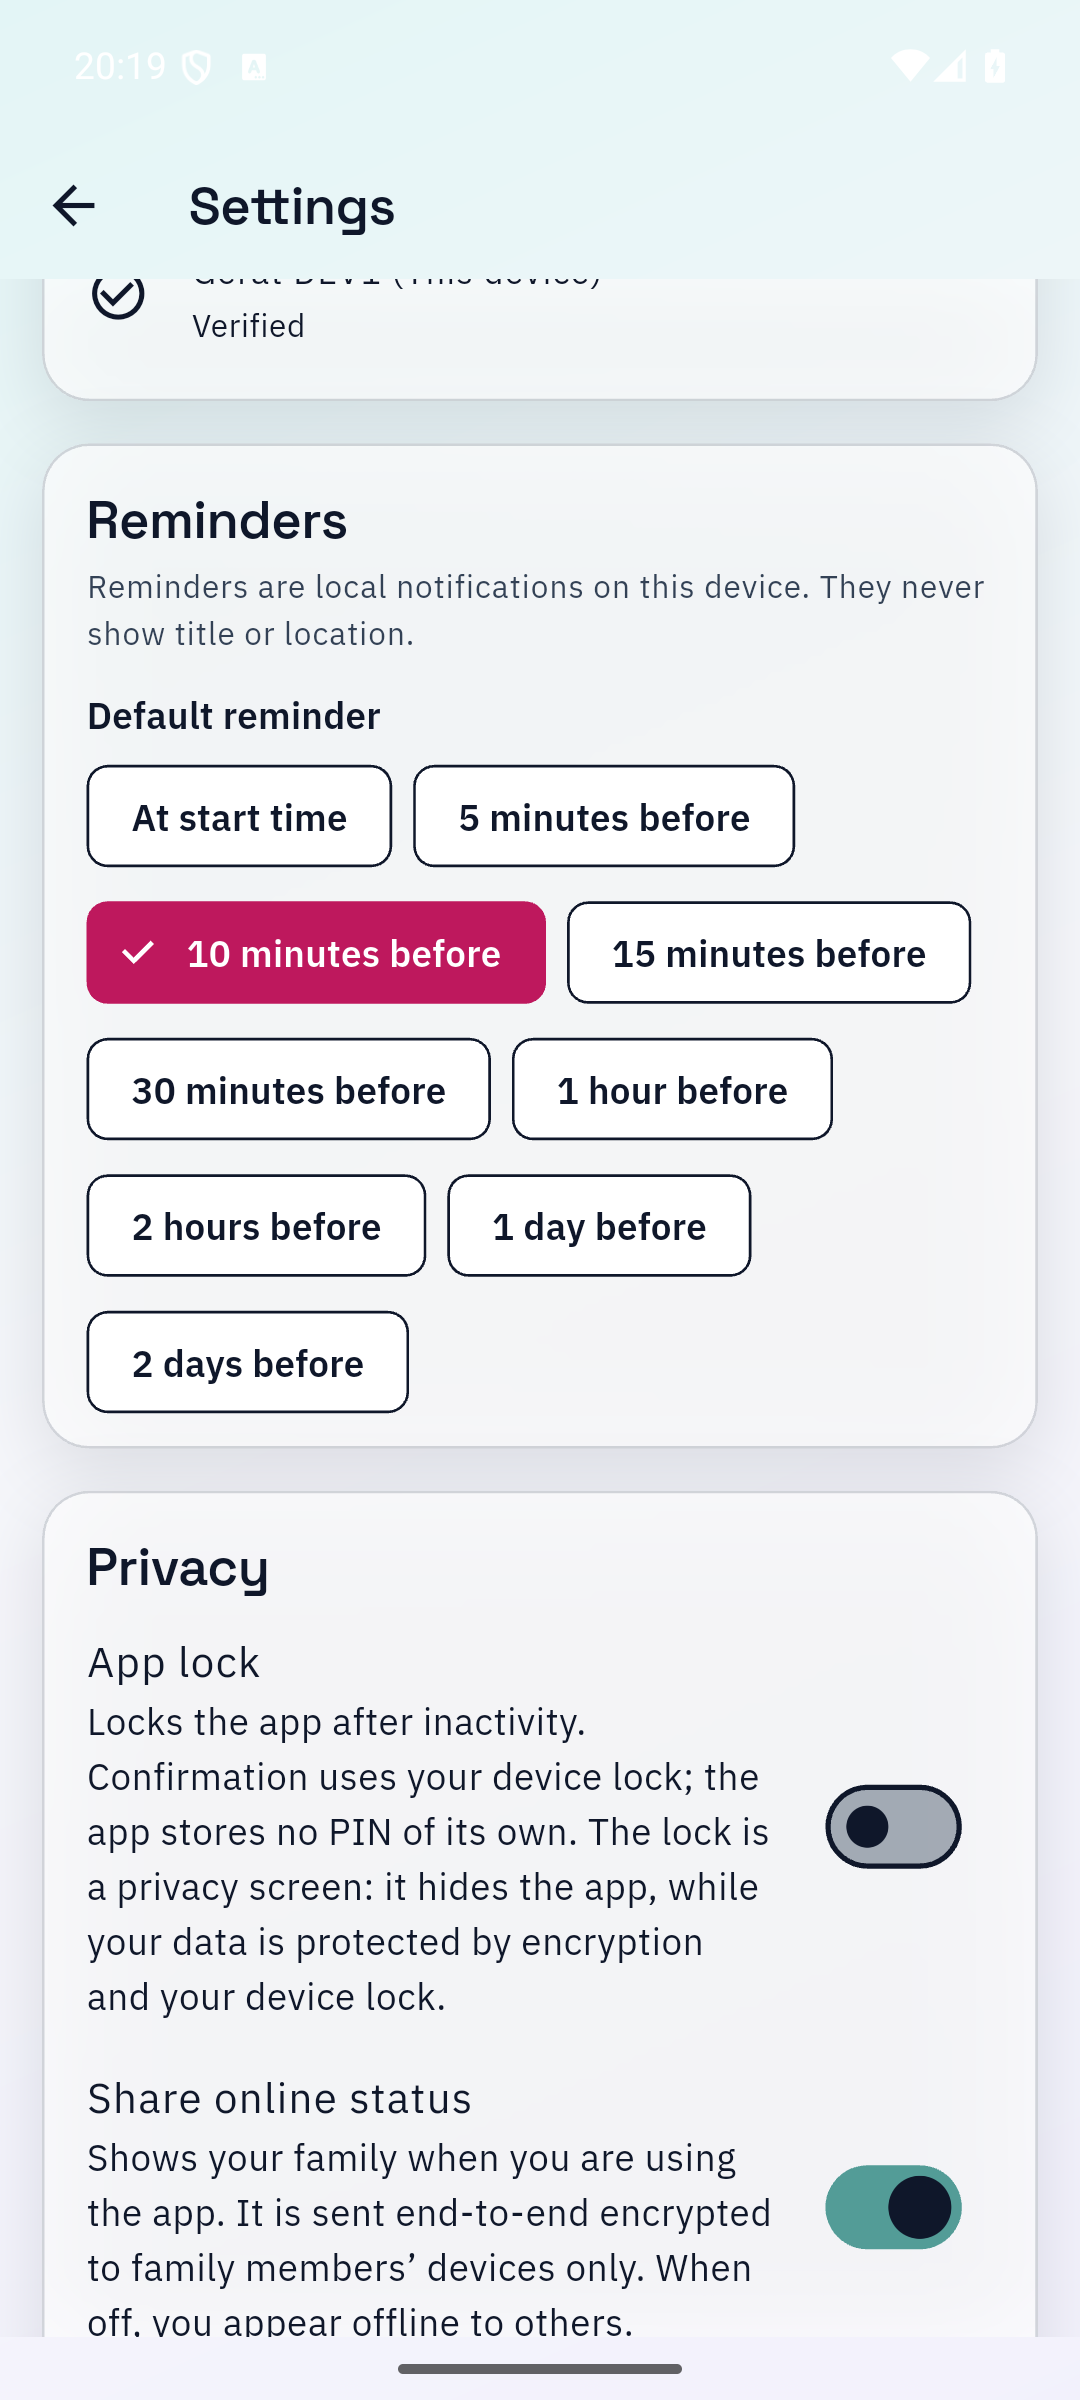 20:19
Settings
Gerät DEV1 (This device)
Verified
Reminders
Reminders are local notifications on this device. They never
show title or location.
Default reminder
At start time
5 minutes before
10 minutes before
15 minutes before
30 minutes before
1 hour before
2 hours before
1 day before
2 days before
Privacy
App lock
Locks the app after inactivity.
Confirmation uses your device lock; the
app stores no PIN of its own. The lock is
a privacy screen: it hides the app, while
your data is protected by encryption
and your device lock.
Share online status
Shows your family when you are using
the app. It is sent end-to-end encrypted
to family members’ devices only. When
off, you appear offline to others.